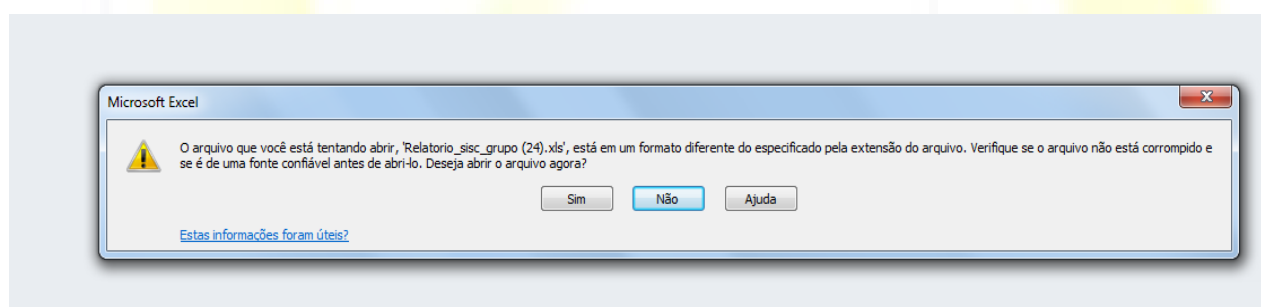 Microsoft Excel
O arquivo que você está tentando abrir, 'Relatorio_sisc_grupo (24).xls', está em um formato diferente do especificado pela extensão do arquivo. Verifique se o arquivo não está corrompido e
se é de uma fonte confiável antes de abri-lo. Deseja abrir o arquivo agora?
Sim Não Ajuda
Estas informações foram úteis?